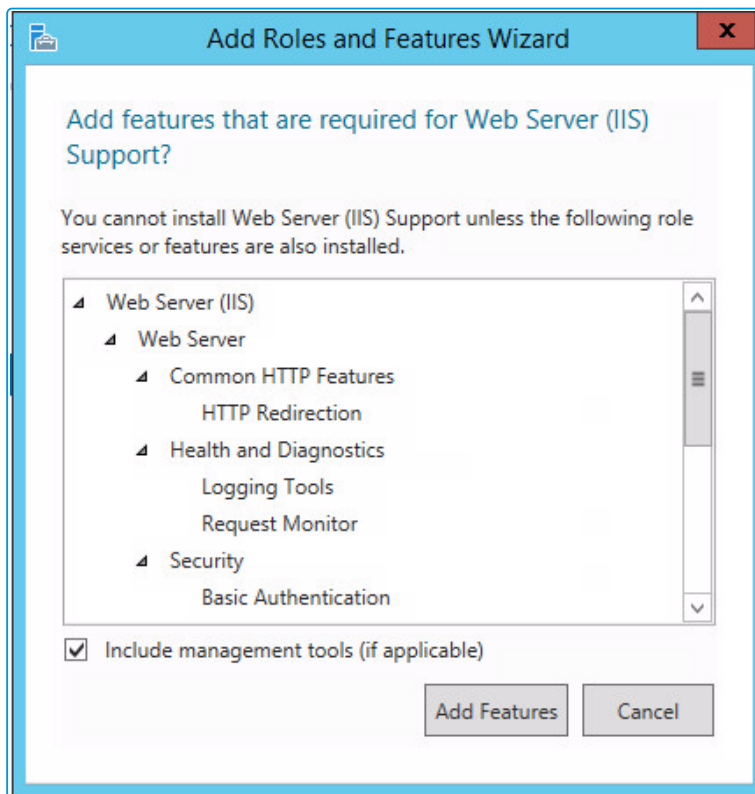 Add Roles and Features Wizard
x
Add features that are required for Web Server (IIS)
Support?
You cannot install Web Server (IIS) Support unless the following role
services or features are also installed.
Web Server (IIS)
Web Server
Common HTTP Features
HTTP Redirection
Health and Diagnostics
Logging Tools
Request Monitor
Security
Basic Authentication
Include management tools (if applicable)
Add Features
Cancel